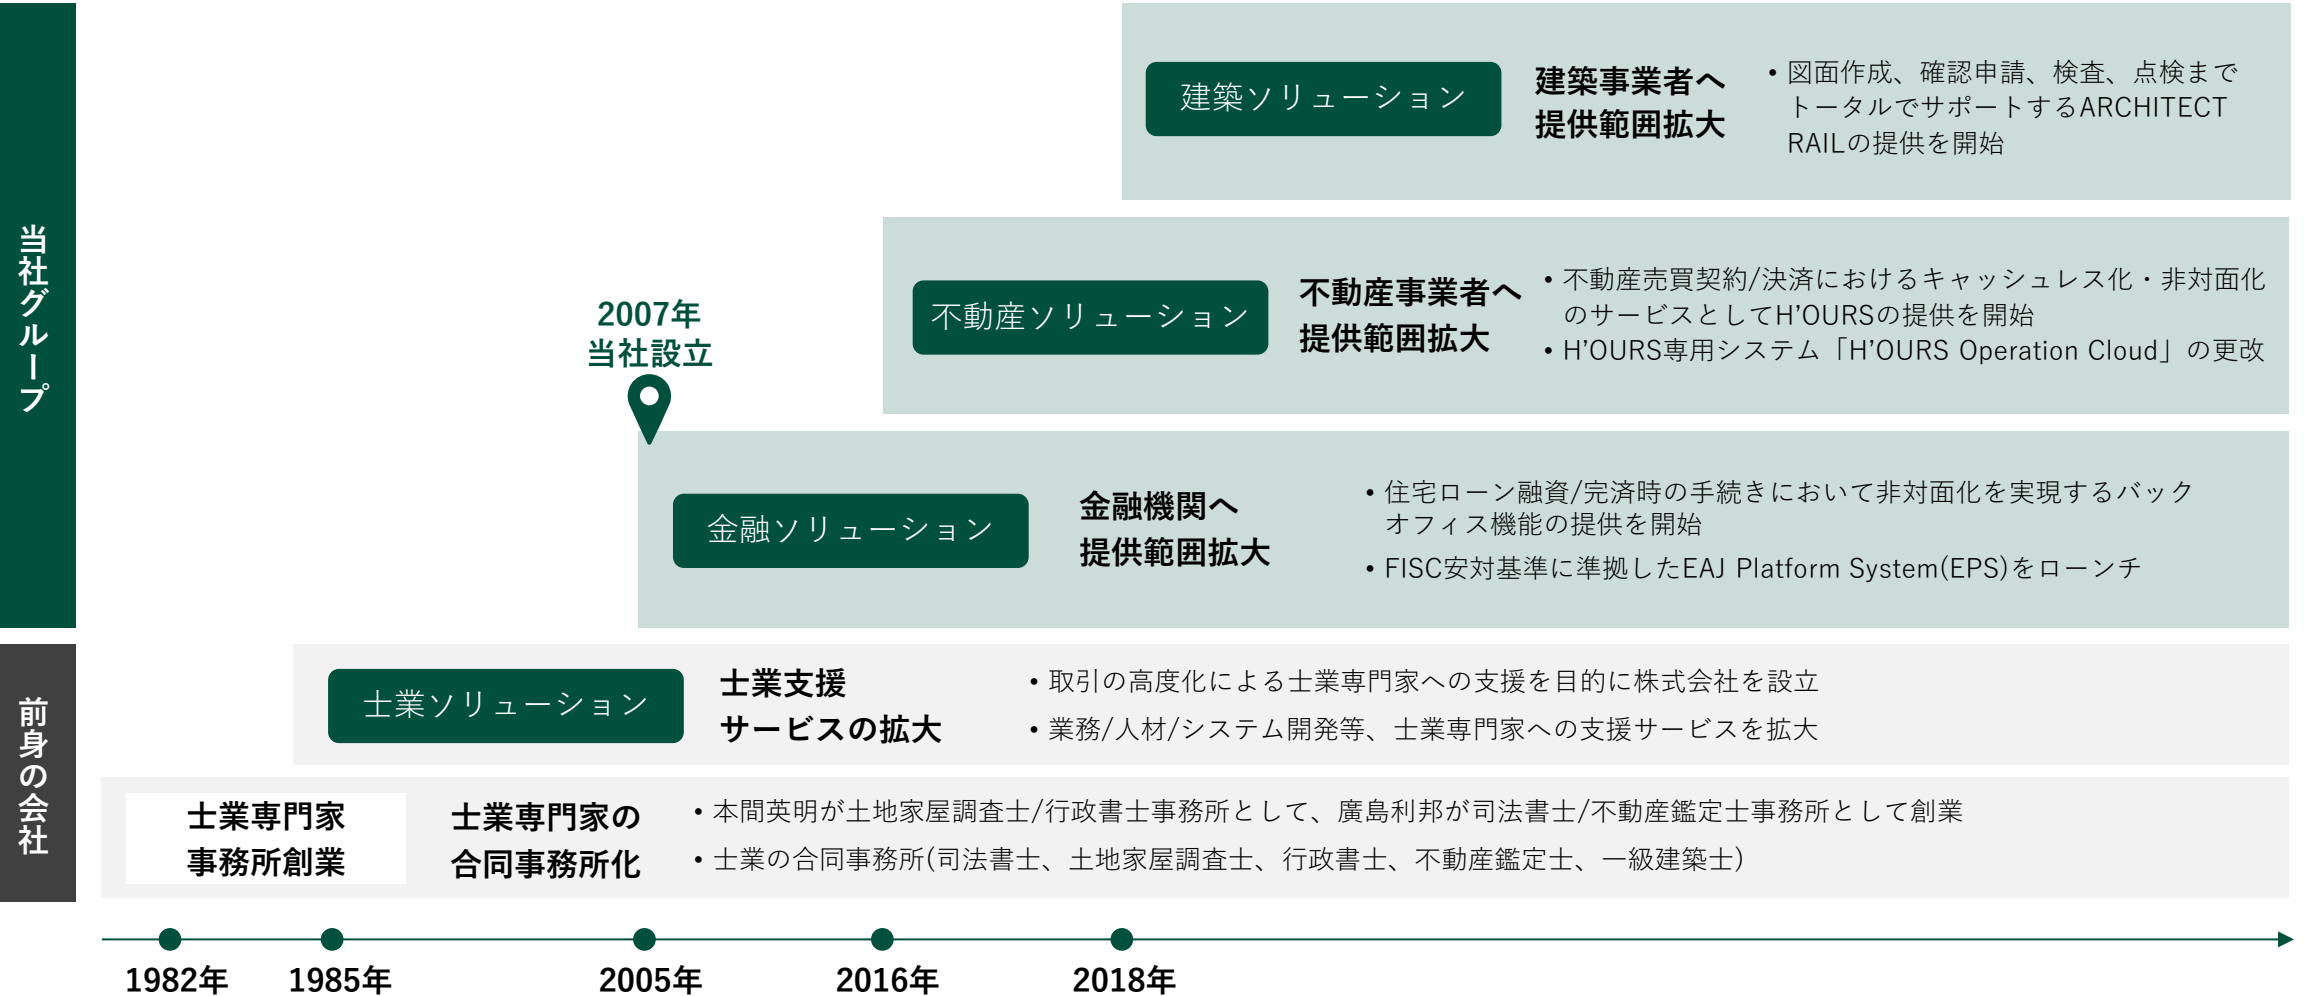 当社グループ
建築ソリューション
建築事業者へ
提供範囲拡大
• 図面作成、確認申請、検査、点検まで
トータルでサポートするARCHITECT
RAILの提供を開始
2007年
当社設立
不動産ソリューション
不動産事業者へ
提供範囲拡大
• 不動産売買契約/決済におけるキャッシュレス化・非対面化
のサービスとしてH’OURSの提供を開始
• H’OURS専用システム「H’OURS Operation Cloud」の更改
金融ソリューション
金融機関へ
提供範囲拡大
• 住宅ローン融資/完済時の手続きにおいて非対面化を実現するバック
オフィス機能の提供を開始
• FISC安対基準に準拠したEAJ Platform System(EPS)をローンチ
前身の会社
士業ソリューション
士業支援
サービスの拡大
• 取引の高度化による士業専門家への支援を目的に株式会社を設立
• 業務/人材/システム開発等、士業専門家への支援サービスを拡大
士業専門家
事務所創業
士業専門家の
合同事務所化
• 本間英明が土地家屋調査士/行政書士事務所として、廣島利邦が司法書士/不動産鑑定士事務所として創業
• 士業の合同事務所(司法書士、土地家屋調査士、行政書士、不動産鑑定士、一級建築士)
1982年
1985年
2005年
2016年
2018年